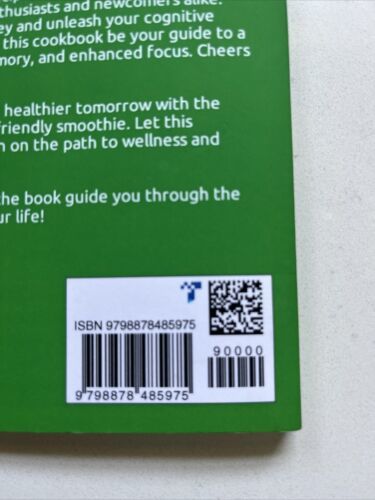 thusiasts and newcomers alike.
ey and unleash your cognitive
this cookbook be your guide to a
mory, and enhanced focus. Cheers
healthier tomorrow with the
friendly smoothie. Let this
n on the path to wellness and
the book guide you through the
ur life!
ISBN 9798878485975
90000
9 798878 485975